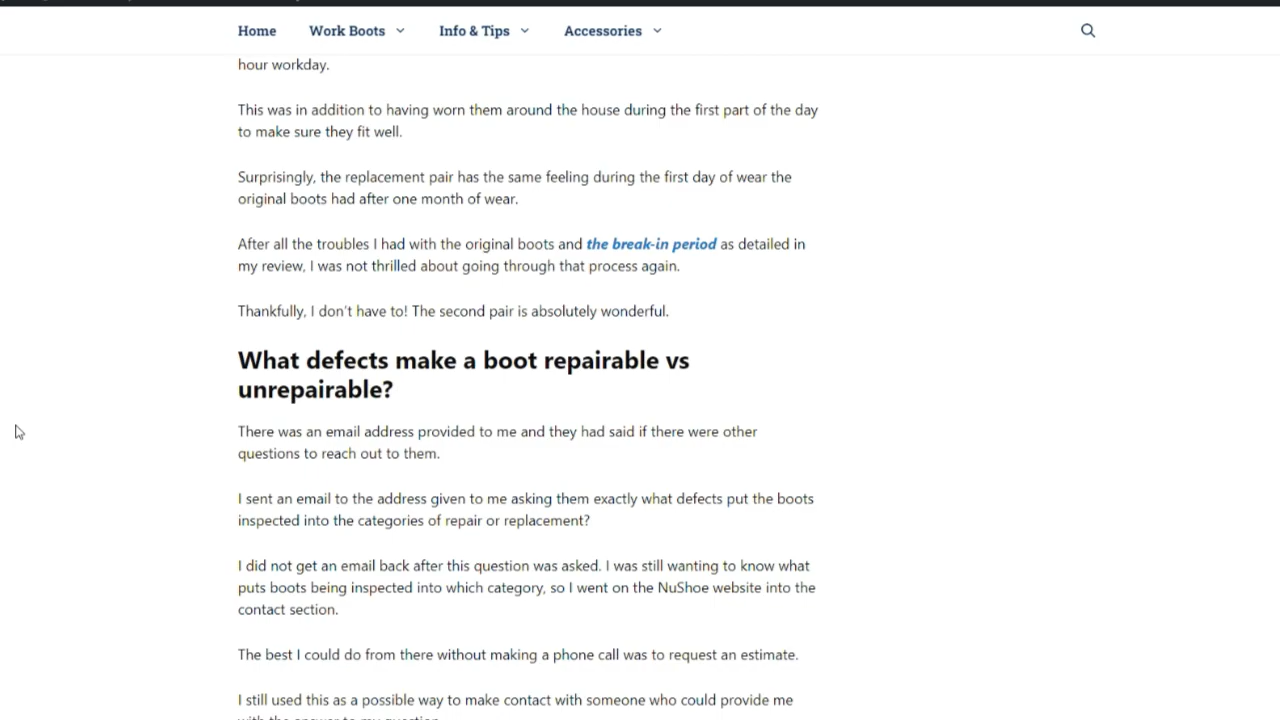 Home Work Boots Info & Tips Accessories
hour workday.
This was in addition to having worn them around the house during the first part of the day
to make sure they fit well.
Surprisingly, the replacement pair has the same feeling during the first day of wear the
original boots had after one month of wear.
After all the troubles I had with the original boots and the break-in period as detailed in
my review, I was not thrilled about going through that process again.
Thankfully, I don't have to! The second pair is absolutely wonderful.
What defects make a boot repairable vs
unrepairable?
There was an email address provided to me and they had said if there were other
questions to reach out to them.
I sent an email to the address given to me asking them exactly what defects put the boots
inspected into the categories of repair or replacement?
I did not get an email back after this question was asked. I was still wanting to know what
puts boots being inspected into which category, so I went on the NuShoe website into the
contact section.
The best I could do from there without making a phone call was to request an estimate.
I still used this as a possible way to make contact with someone who could provide me
with the answer to my question.